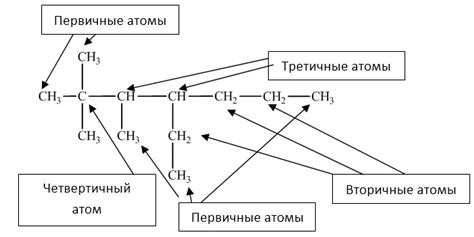 Первичные атомы
CH₃
Третичные атомы
CH₃—C—CH—CH—CH₂—CH₂—CH₃
CH₃ CH₃ CH₂
CH₃
Четвертичный
атом
Первичные атомы
Вторичные атомы